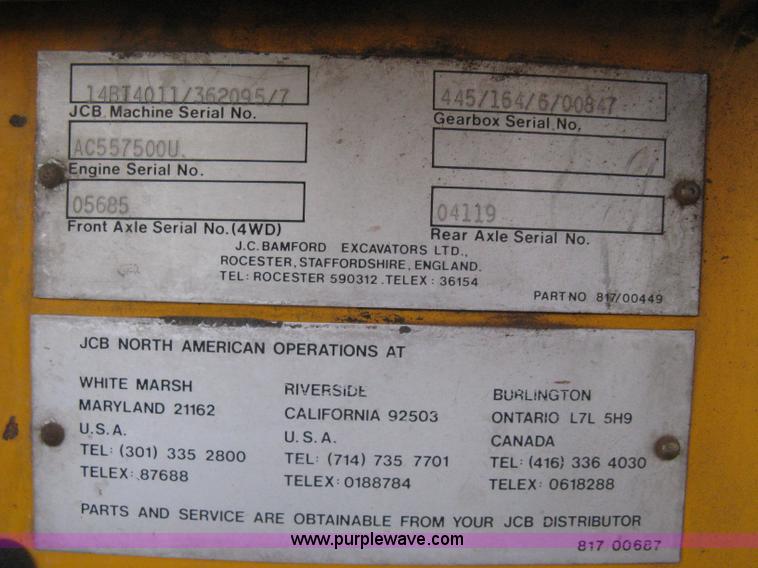 14BT4011/362095/7
445/164/6/00847
JCB Machine Serial No.
Gearbox Serial No.
AC557500U.
Engine Serial No.
05685
04119
Front Axle Serial No.(4WD)
Rear Axle Serial No.
J.C.BAMFORD EXCAVATORS LTD.,
ROCESTER, STAFFORDSHIRE, ENGLAND.
TEL: ROCESTER 590312 .TELEX: 36154
PART NO 817/00449
JCB NORTH AMERICAN OPERATIONS AT
WHITE MARSH
MARYLAND 21162
U.S.A.
TEL: (301) 335 2800
TELEX: 87688
RIVERSIDE
CALIFORNIA 92503
U.S.A.
TEL: (714) 735 7701
TELEX: 0188784
BURLINGTON
ONTARIO L7L 5H9
CANADA
TEL: (416) 336 4030
TELEX: 0618288
PARTS AND SERVICE ARE OBTAINABLE FROM YOUR JCB DISTRIBUTOR
817 00687
www.purplewave.com